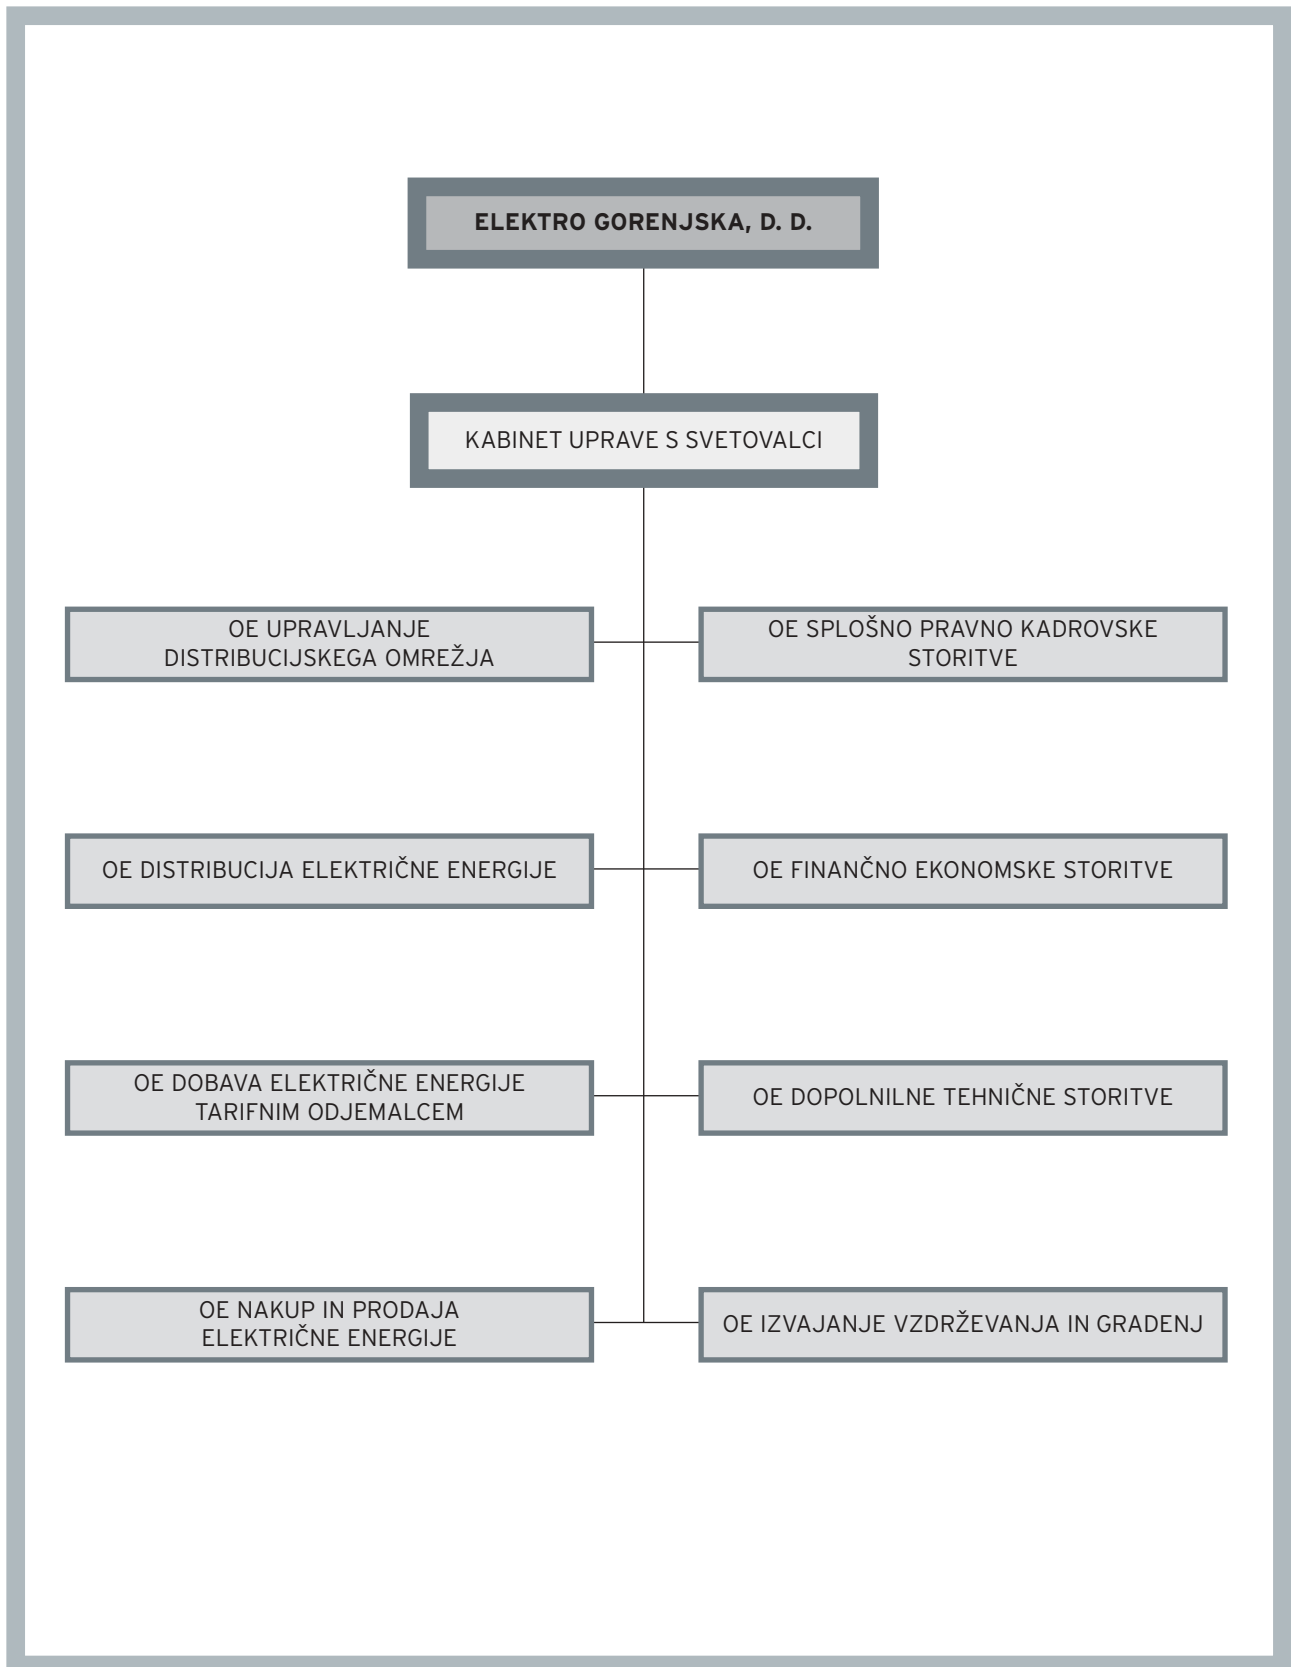 ELEKTRO GORENJSKA, D. D.
KABINET UPRAVE S SVETOVALCI
OE UPRAVLJANJE
DISTRIBUCIJSKEGA OMREŽJA
OE SPLOŠNO PRAVNO KADROVSKE
STORITVE
OE DISTRIBUCIJA ELEKTRIČNE ENERGIJE
OE FINANČNO EKONOMSKE STORITVE
OE DOBAVA ELEKTRIČNE ENERGIJE
TARIFNIM ODJEMALCEM
OE DOPOLNILNE TEHNIČNE STORITVE
OE NAKUP IN PRODAJA
ELEKTRIČNE ENERGIJE
OE IZVAJANJE VZDRŽEVANJA IN GRADENJ